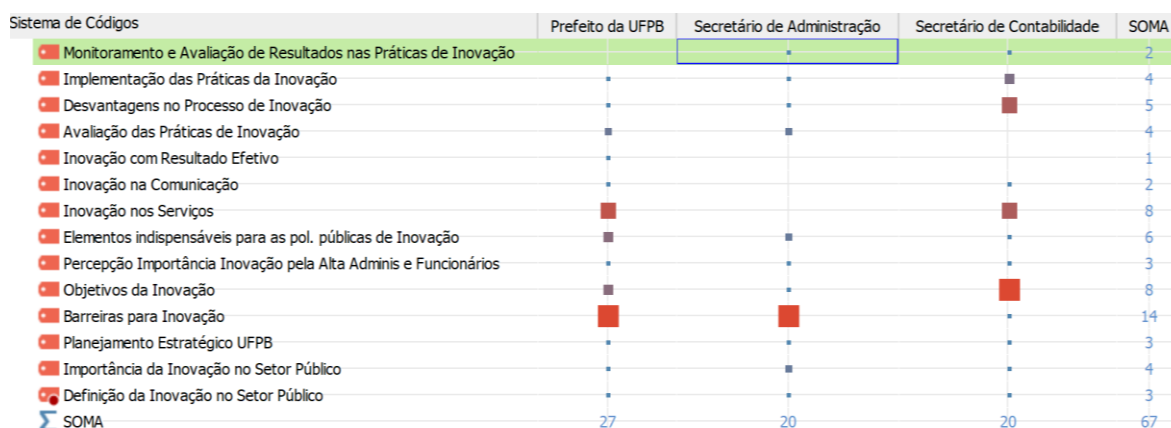 Sistema de Códigos Prefeito da UFPB Secretário de Administração Secretário de Contabilidade SOMA
Monitoramento e Avaliação de Resultados nas Práticas de Inovação 2
Implementação das Práticas da Inovação 4
Desvantagens no Processo de Inovação 5
Avaliação das Práticas de Inovação 4
Inovação com Resultado Efetivo 1
Inovação na Comunicação 2
Inovação nos Serviços 8
Elementos indispensáveis para as pol. públicas de Inovação 6
Percepção Importância Inovação pela Alta Adminis e Funcionários 3
Objetivos da Inovação 8
Barreiras para Inovação 14
Planejamento Estratégico UFPB 3
Importância da Inovação no Setor Público 4
Definição da Inovação no Setor Público 3
Σ SOMA 27 20 20 67